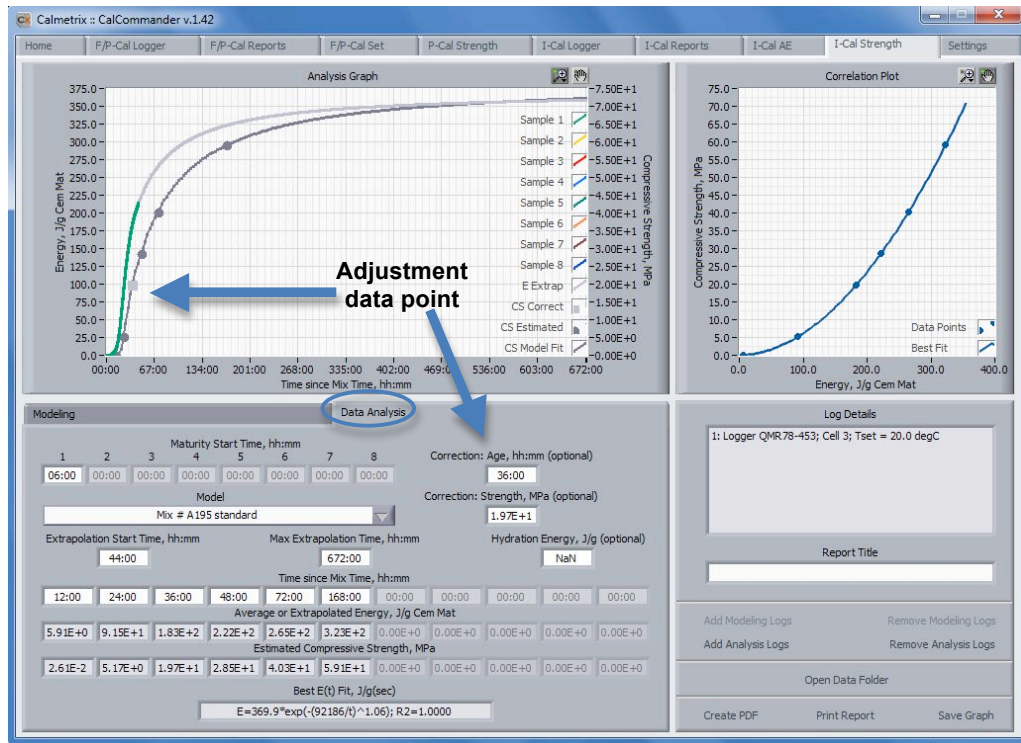 Calmetrix :: CalCommander v.1.42
Home F/P-Cal Logger F/P-Cal Reports F/P-Cal Set P-Cal Strength I-Cal Logger I-Cal Reports I-Cal AE I-Cal Strength Settings
Analysis Graph
Energy, J/g Cem Mat
375.0
350.0
325.0
300.0
275.0
250.0
225.0
200.0
175.0
150.0
125.0
100.0
75.0
50.0
25.0
0.0
00:00 67:00 134:00 201:00 268:00 335:00 402:00 469:00 536:00 603:00 672:00
Time since Mix Time, hh:mm
Sample 1
Sample 2
Sample 3
Sample 4
Sample 5
Sample 6
Sample 7
Sample 8
E Extrap
CS Correct
CS Estimated
CS Model Fit
7.50E+1
7.00E+1
6.50E+1
6.00E+1
5.50E+1
5.00E+1
4.50E+1
4.00E+1
3.50E+1
3.00E+1
2.50E+1
2.00E+1
1.50E+1
1.00E+1
5.00E+0
0.00E+0
Compressive Strength, MPa
Adjustment
data point
Correlation Plot
Compressive Strength, MPa
75.0
70.0
65.0
60.0
55.0
50.0
45.0
40.0
35.0
30.0
25.0
20.0
15.0
10.0
5.0
0.0
0.0 100.0 200.0 300.0 400.0
Energy, J/g Cem Mat
Data Points
Best Fit
Modeling Data Analysis
Maturity Start Time, hh:mm
1 2 3 4 5 6 7 8
06:00 00:00 00:00 00:00 00:00 00:00 00:00 00:00
Correction: Age, hh:mm (optional)
36:00
Model
Mix # A195 standard
Correction: Strength, MPa (optional)
1.97E+1
Extrapolation Start Time, hh:mm Max Extrapolation Time, hh:mm Hydration Energy, J/g (optional)
44:00 672:00 NaN
Time since Mix Time, hh:mm
12:00 24:00 36:00 48:00 72:00 168:00 00:00 00:00 00:00 00:00 00:00
Average or Extrapolated Energy, J/g Cem Mat
5.91E+0 9.15E+1 1.83E+2 2.22E+2 2.65E+2 3.23E+2 0.00E+0 0.00E+0 0.00E+0 0.00E+0 0.00E+0
Estimated Compressive Strength, MPa
2.61E-2 5.17E+0 1.97E+1 2.85E+1 4.03E+1 5.91E+1 0.00E+0 0.00E+0 0.00E+0 0.00E+0 0.00E+0
Best E(t) Fit, J/g(sec)
E=369.9*exp(-(92186/t)^1.06); R2=1.0000
Log Details
1: Logger QMR78-453; Cell 3; Tset = 20.0 degC
Report Title
Add Modeling Logs Remove Modeling Logs
Add Analysis Logs Remove Analysis Logs
Open Data Folder
Create PDF Print Report Save Graph